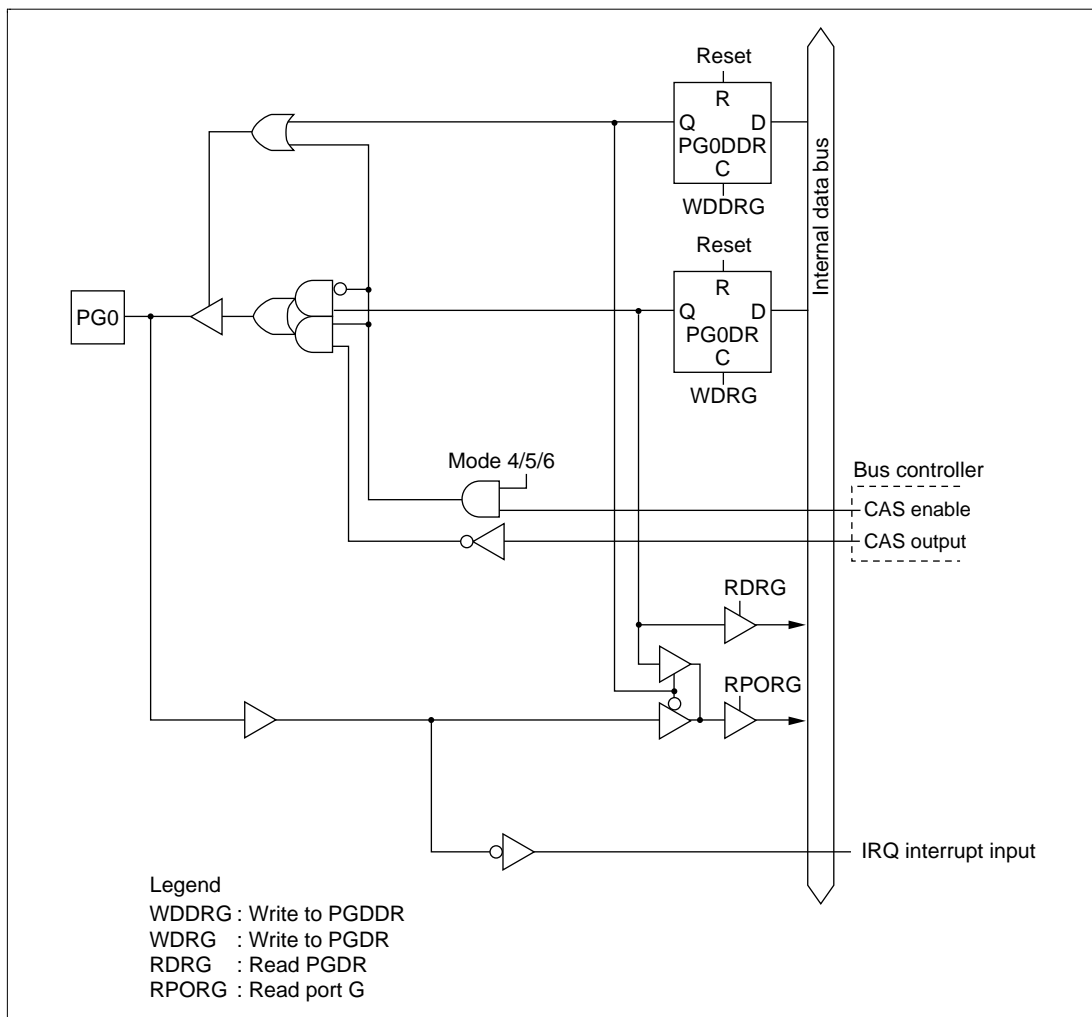 Reset
R
Q D
PG0DDR
C
WDDRG
Internal data bus
Reset
R
Q D
PG0DR
C
WDRG
PG0
Mode 4/5/6
Bus controller
CAS enable
CAS output
RDRG
RPORG
IRQ interrupt input
Legend
WDDRG : Write to PGDDR
WDRG : Write to PGDR
RDRG : Read PGDR
RPORG : Read port G